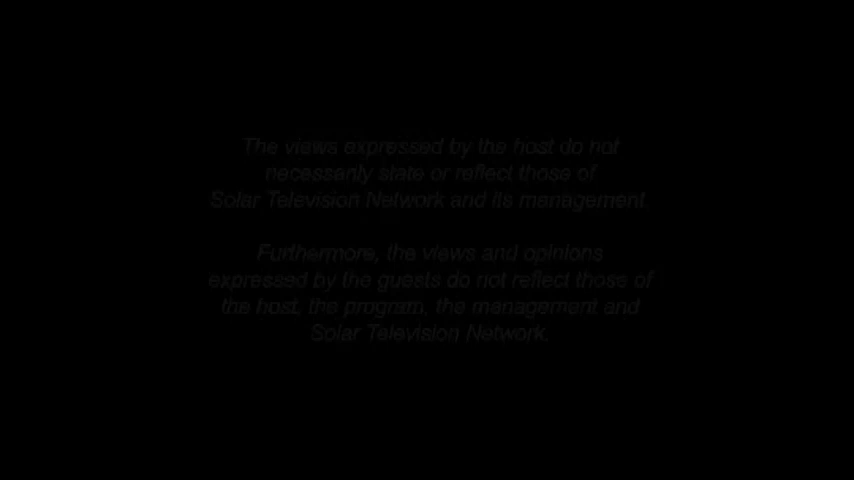 The views expressed by the host do not
necessarily state or reflect those of
Solar Television Network and its management.
Furthermore, the views and opinions
expressed by the guests do not reflect those of
the host, the program, the management and
Solar Television Network.